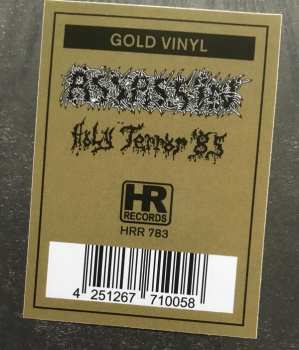 GOLD VINYL
ASSASSIN
Holy Terror '85
HR
RECORDS
HRR 783
4 251267 710058